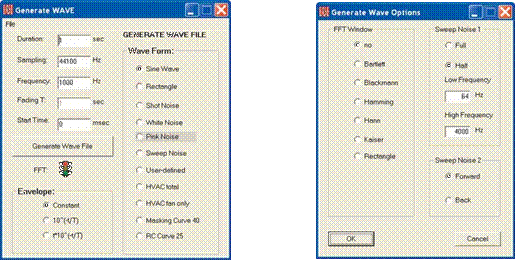 Generate WAVE
File
Duration: sec
Sampling: 44100 Hz
Frequency: 1000 Hz
Fading T: sec
Start Time: 0 msec
Generate Wave File
FFT:
Envelope:
Constant
10^(-t/T)
t*10^(-t/T)
GENERATE WAVE FILE
Wave Form:
Sine Wave
Rectangle
Shot Noise
White Noise
Pink Noise
Sweep Noise
User-defined
HVAC total
HVAC fan only
Masking Curve 40
RC Curve 25
Generate Wave Options
FFT Window
no
Bartlett
Blackmann
Hamming
Hann
Kaiser
Rectangle
Sweep Noise 1
Full
Half
Low Frequency
64 Hz
High Frequency
4000 Hz
Sweep Noise 2
Forward
Back
OK
Cancel